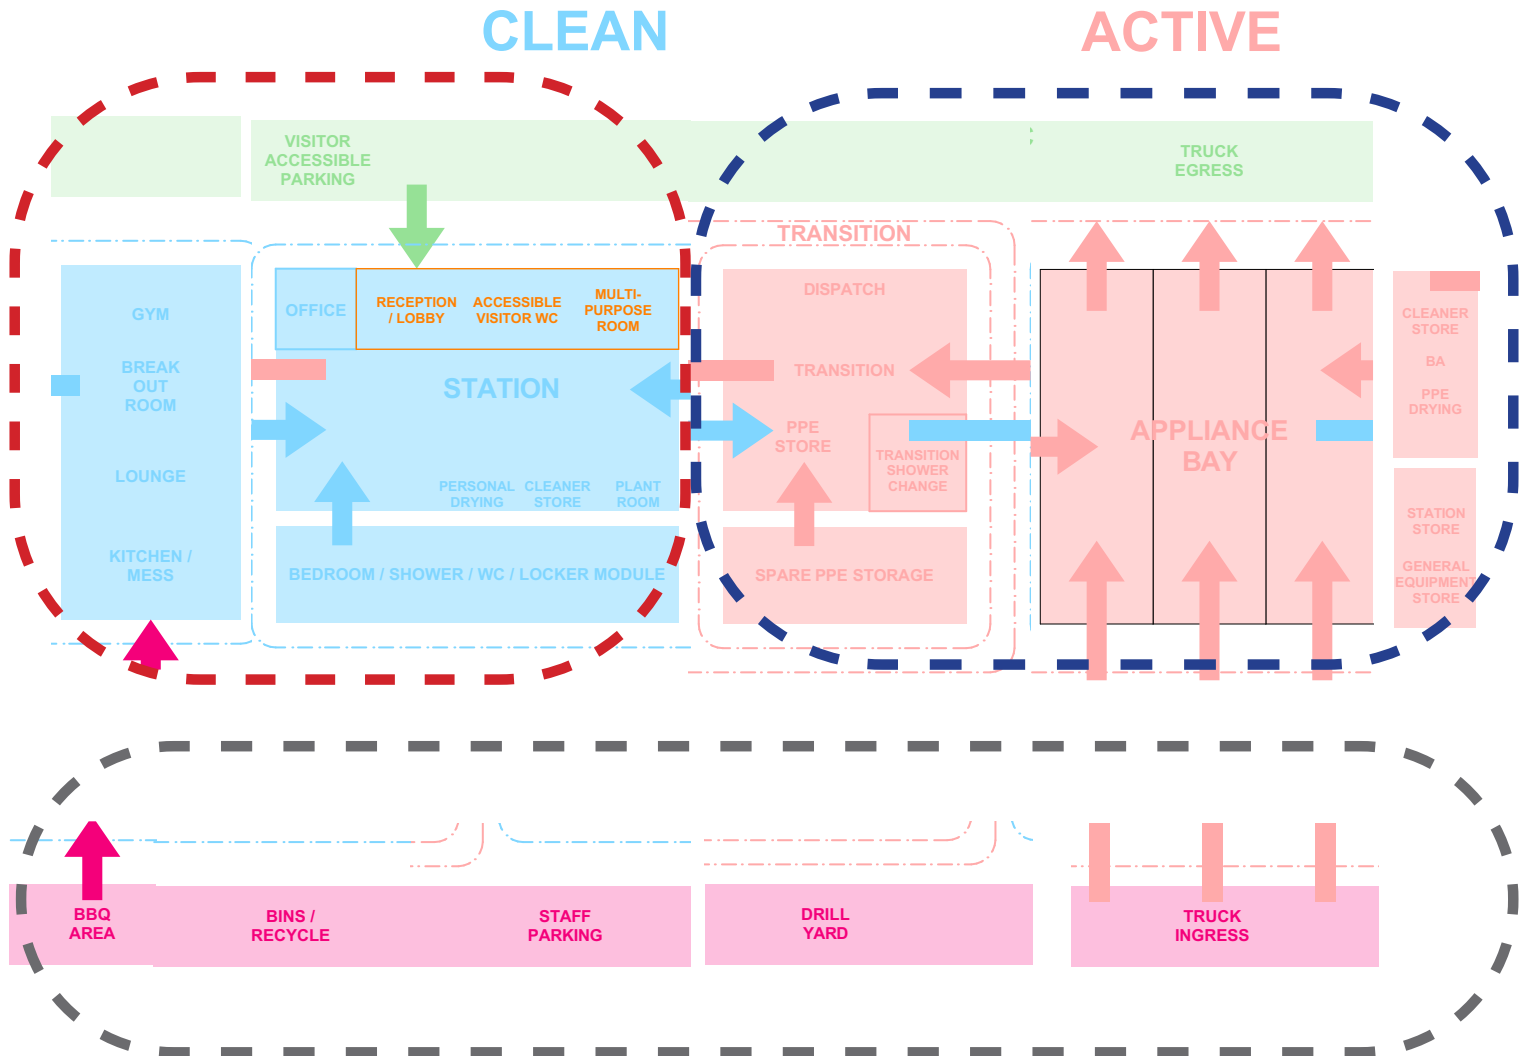 CLEAN
ACTIVE
VISITOR
ACCESSIBLE
PARKING
TRUCK
EGRESS
TRANSITION
GYM
BREAK
OUT
ROOM
LOUNGE
KITCHEN /
MESS
OFFICE
RECEPTION
/ LOBBY
ACCESSIBLE
VISITOR WC
MULTI-
PURPOSE
ROOM
STATION
PERSONAL
DRYING
CLEANER
STORE
PLANT
ROOM
BEDROOM / SHOWER / WC / LOCKER MODULE
DISPATCH
TRANSITION
PPE
STORE
TRANSITION
SHOWER
CHANGE
SPARE PPE STORAGE
APPLIANCE
BAY
CLEANER
STORE
BA
PPE
DRYING
STATION
STORE
GENERAL
EQUIPMENT
STORE
BBQ
AREA
BINS /
RECYCLE
STAFF
PARKING
DRILL
YARD
TRUCK
INGRESS